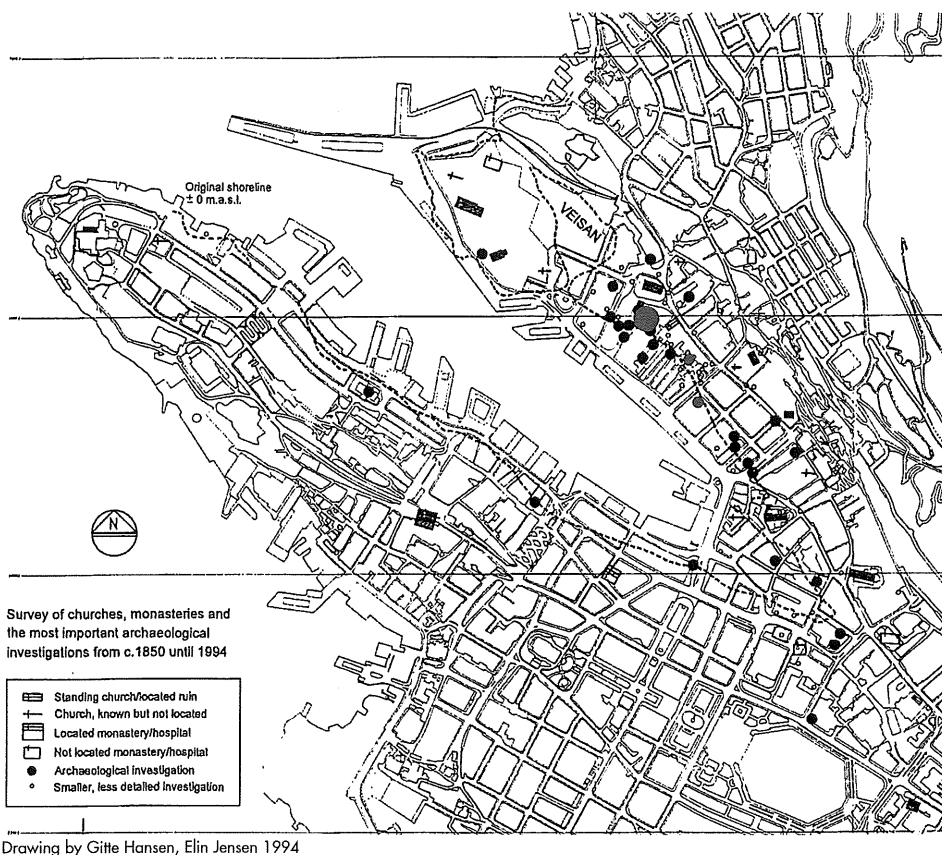 Original shoreline
± 0 m.a.s.l.
VEISAN
N
Survey of churches, monasteries and
the most important archaeological
investigations from c.1850 until 1994
Standing church/located ruin
Church, known but not located
Located monastery/hospital
Not located monastery/hospital
Archaeological investigation
Smaller, less detailed investigation
Drawing by Gitte Hansen, Elin Jensen 1994